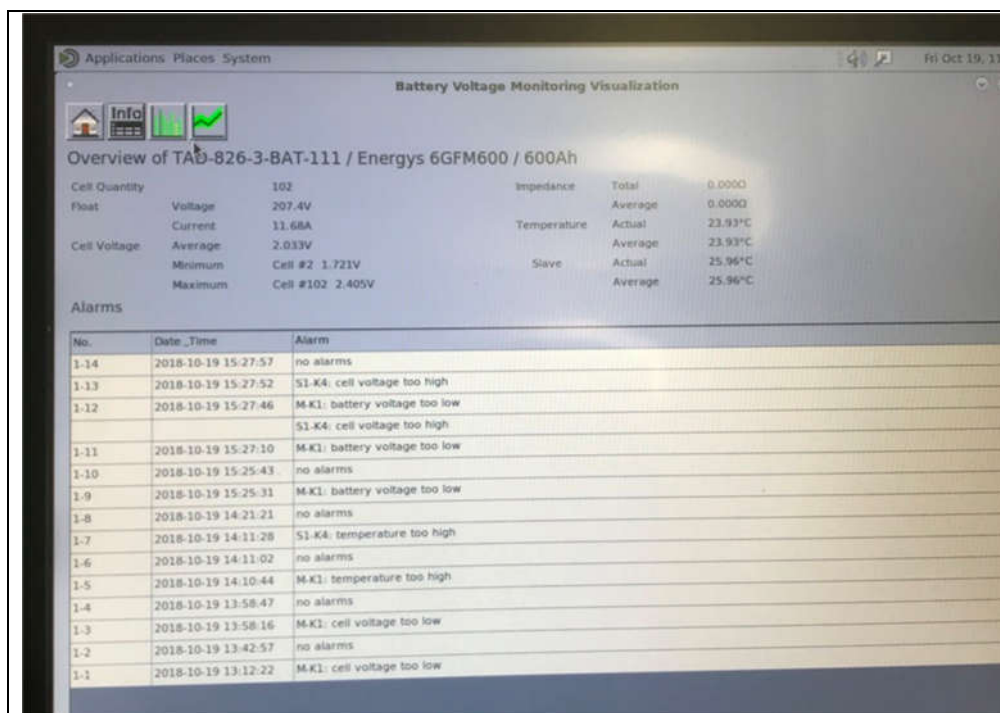 Applications Places System Fri Oct 19, 11
Battery Voltage Monitoring Visualization
Info
Overview of TAD-826-3-BAT-111 / Energys 6GFM600 / 600Ah
Cell Quantity 102 Impedance Total 0.000Ω
Float Voltage 207.4V Average 0.000Ω
Current 11.68A Temperature Actual 23.93°C
Cell Voltage Average 2.033V Average 23.93°C
Minimum Cell #2 1.721V Slave Actual 25.96°C
Maximum Cell #102 2.405V Average 25.96°C
Alarms
No. Date_Time Alarm
1-14 2018-10-19 15:27:57 no alarms
1-13 2018-10-19 15:27:52 S1-K4: cell voltage too high
1-12 2018-10-19 15:27:46 M-K1: battery voltage too low
S1-K4: cell voltage too high
1-11 2018-10-19 15:27:10 M-K1: battery voltage too low
1-10 2018-10-19 15:25:43 no alarms
1-9 2018-10-19 15:25:31 M-K1: battery voltage too low
1-8 2018-10-19 14:21:21 no alarms
1-7 2018-10-19 14:11:28 S1-K4: temperature too high
1-6 2018-10-19 14:11:02 no alarms
1-5 2018-10-19 14:10:44 M-K1: temperature too high
1-4 2018-10-19 13:58:47 no alarms
1-3 2018-10-19 13:58:16 M-K1: cell voltage too low
1-2 2018-10-19 13:42:57 no alarms
1-1 2018-10-19 13:12:22 M-K1: cell voltage too low